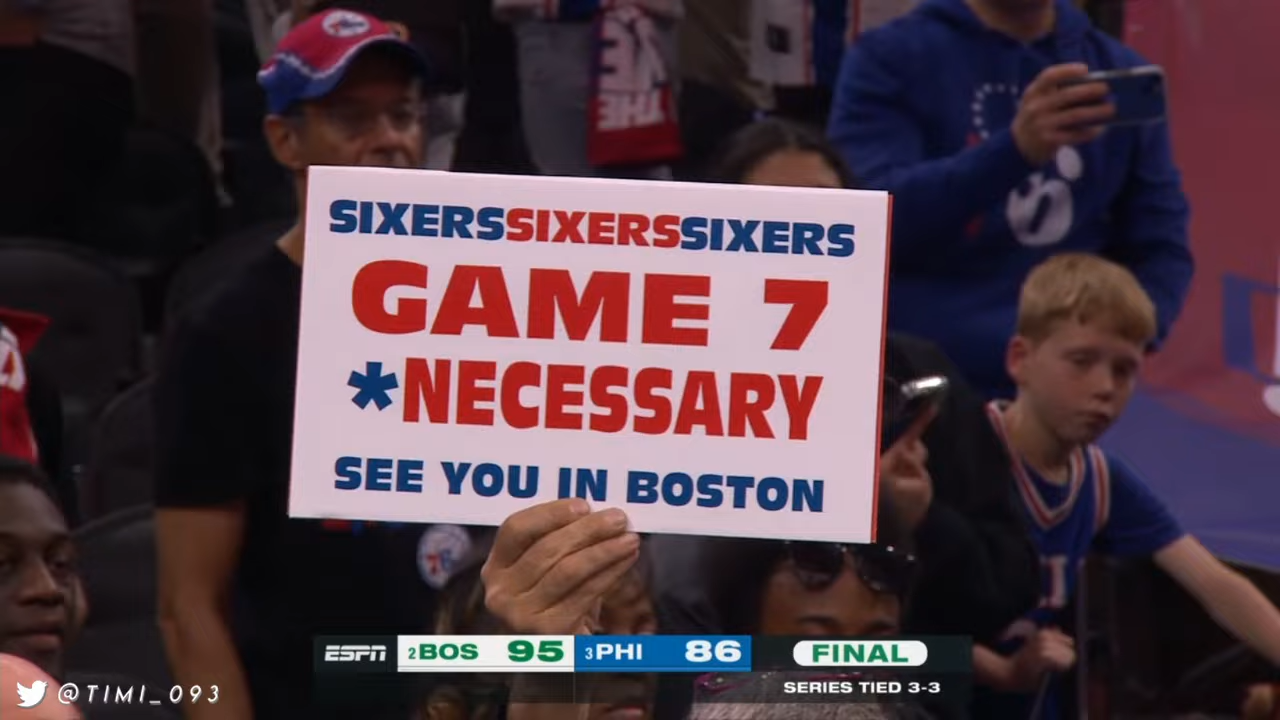 THE
SIXERSSIXERSSIXERS
GAME 7
*NECESSARY
SEE YOU IN BOSTON
ESPN 2BOS 95 3PHI 86 FINAL
SERIES TIED 3-3
@TIMI_093